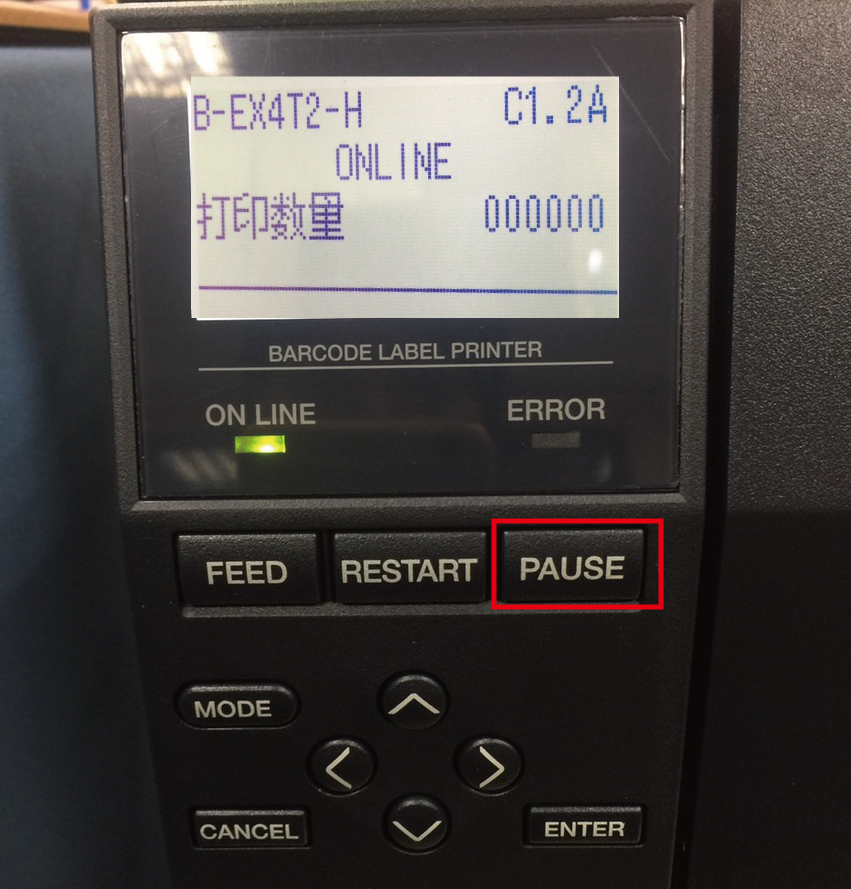 B-EX4T2-H C1.2A
ONLINE
打印数量 000000
BARCODE LABEL PRINTER
ON LINE ERROR
FEED RESTART PAUSE
MODE
CANCEL ENTER